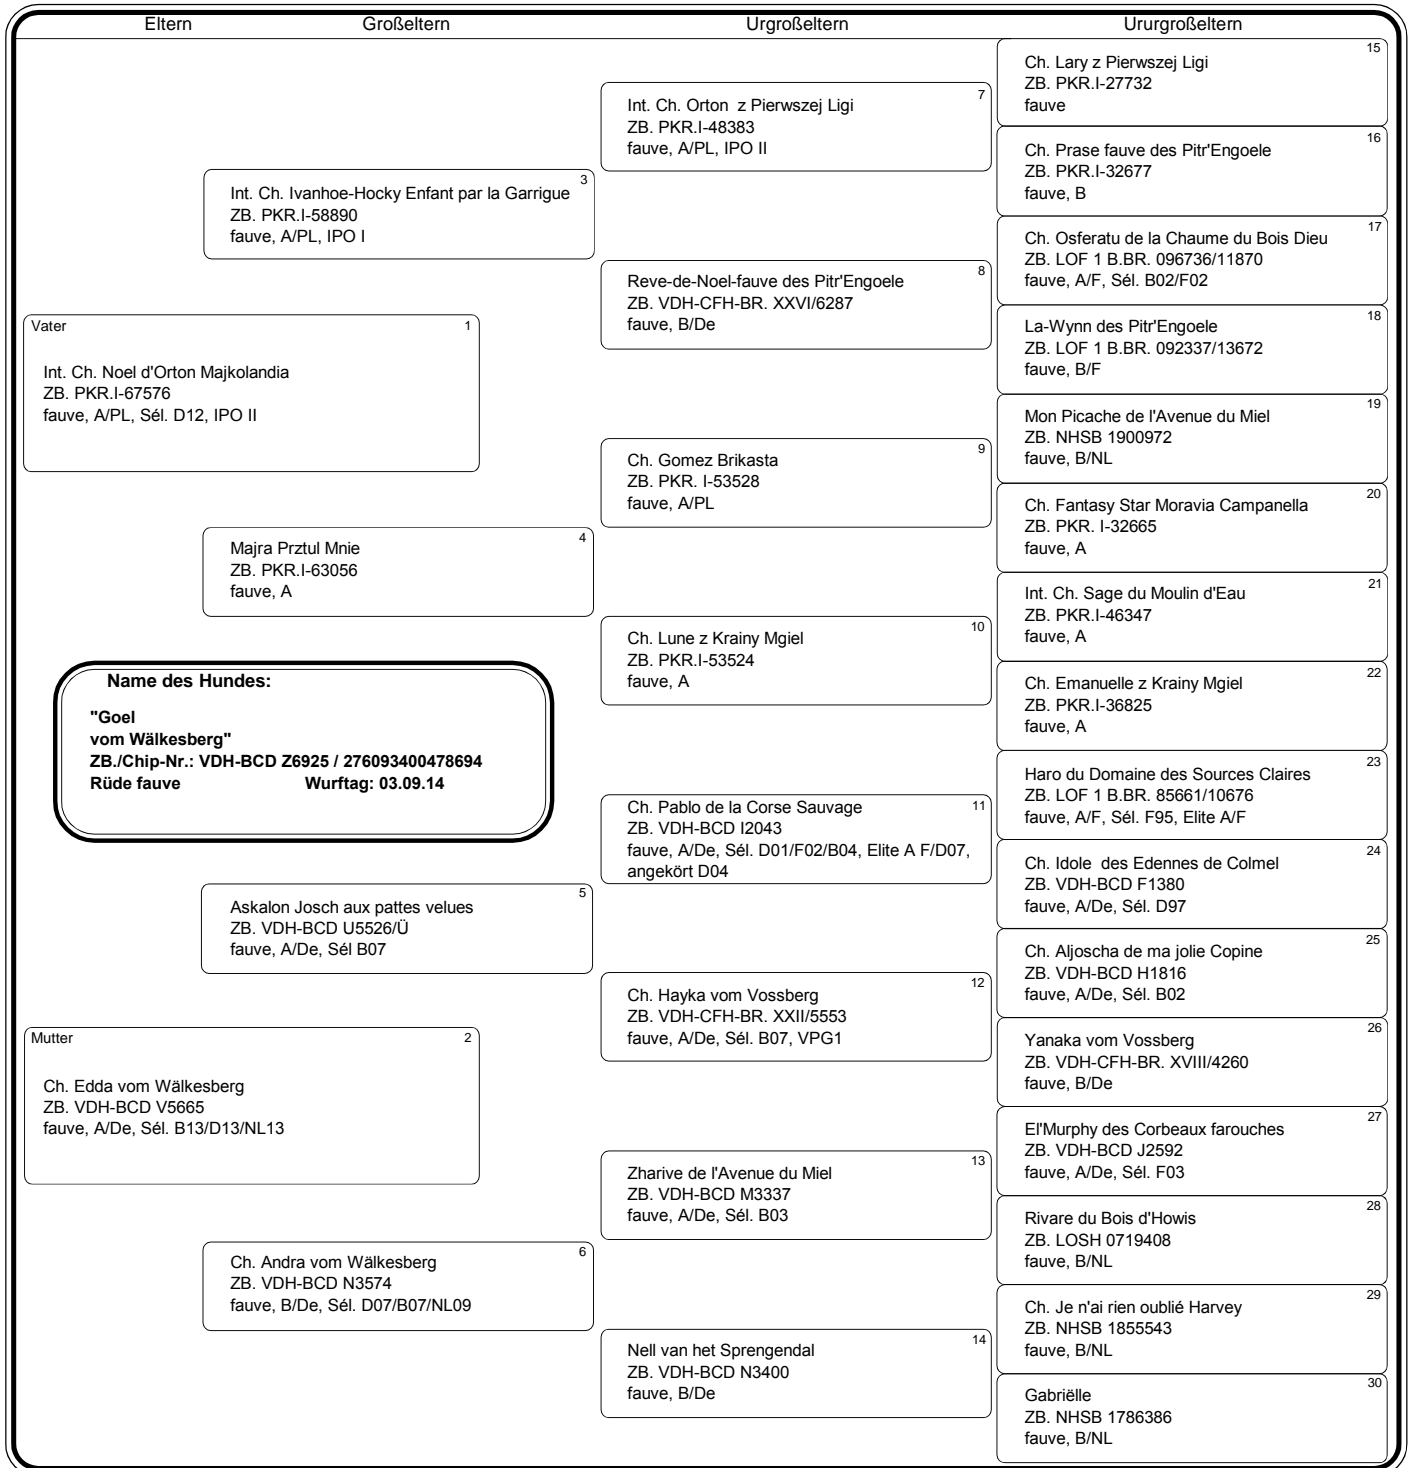 Eltern Großeltern Urgroßeltern Ururgroßeltern
Vater 1
Int. Ch. Noel d'Orton Majkolandia
ZB. PKR.I-67576
fauve, A/PL, Sél. D12, IPO II
Mutter 2
Ch. Edda vom Wälkesberg
ZB. VDH-BCD V5665
fauve, A/De, Sél. B13/D13/NL13
Name des Hundes:
"Goel
vom Wälkesberg"
ZB./Chip-Nr.: VDH-BCD Z6925 / 276093400478694
Rüde fauve Wurftag: 03.09.14
3
Int. Ch. Ivanhoe-Hocky Enfant par la Garrigue
ZB. PKR.I-58890
fauve, A/PL, IPO I
4
Majra Prztul Mnie
ZB. PKR.I-63056
fauve, A
5
Askalon Josch aux pattes velues
ZB. VDH-BCD U5526/Ü
fauve, A/De, Sél B07
6
Ch. Andra vom Wälkesberg
ZB. VDH-BCD N3574
fauve, B/De, Sél. D07/B07/NL09
7
Int. Ch. Orton z Pierwszej Ligi
ZB. PKR.I-48383
fauve, A/PL, IPO II
8
Reve-de-Noel-fauve des Pitr'Engoele
ZB. VDH-CFH-BR. XXVI/6287
fauve, B/De
9
Ch. Gomez Brikasta
ZB. PKR. I-53528
fauve, A/PL
10
Ch. Lune z Krainy Mgiel
ZB. PKR.I-53524
fauve, A
11
Ch. Pablo de la Corse Sauvage
ZB. VDH-BCD I2043
fauve, A/De, Sél. D01/F02/B04, Elite A F/D07,
angekört D04
12
Ch. Hayka vom Vossberg
ZB. VDH-CFH-BR. XXII/5553
fauve, A/De, Sél. B07, VPG1
13
Zharive de l'Avenue du Miel
ZB. VDH-BCD M3337
fauve, A/De, Sél. B03
14
Nell van het Sprengendal
ZB. VDH-BCD N3400
fauve, B/De
15
Ch. Lary z Pierwszej Ligi
ZB. PKR.I-27732
fauve
16
Ch. Prase fauve des Pitr'Engoele
ZB. PKR.I-32677
fauve, B
17
Ch. Osferatu de la Chaume du Bois Dieu
ZB. LOF 1 B.BR. 096736/11870
fauve, A/F, Sél. B02/F02
18
La-Wynn des Pitr'Engoele
ZB. LOF 1 B.BR. 092337/13672
fauve, B/F
19
Mon Picache de l'Avenue du Miel
ZB. NHSB 1900972
fauve, B/NL
20
Ch. Fantasy Star Moravia Campanella
ZB. PKR. I-32665
fauve, A
21
Int. Ch. Sage du Moulin d'Eau
ZB. PKR.I-46347
fauve, A
22
Ch. Emanuelle z Krainy Mgiel
ZB. PKR.I-36825
fauve, A
23
Haro du Domaine des Sources Claires
ZB. LOF 1 B.BR. 85661/10676
fauve, A/F, Sél. F95, Elite A/F
24
Ch. Idole des Edennes de Colmel
ZB. VDH-BCD F1380
fauve, A/De, Sél. D97
25
Ch. Aljoscha de ma jolie Copine
ZB. VDH-BCD H1816
fauve, A/De, Sél. B02
26
Yanaka vom Vossberg
ZB. VDH-CFH-BR. XVIII/4260
fauve, B/De
27
El'Murphy des Corbeaux farouches
ZB. VDH-BCD J2592
fauve, A/De, Sél. F03
28
Rivare du Bois d'Howis
ZB. LOSH 0719408
fauve, B/NL
29
Ch. Je n'ai rien oublié Harvey
ZB. NHSB 1855543
fauve, B/NL
30
Gabriëlle
ZB. NHSB 1786386
fauve, B/NL